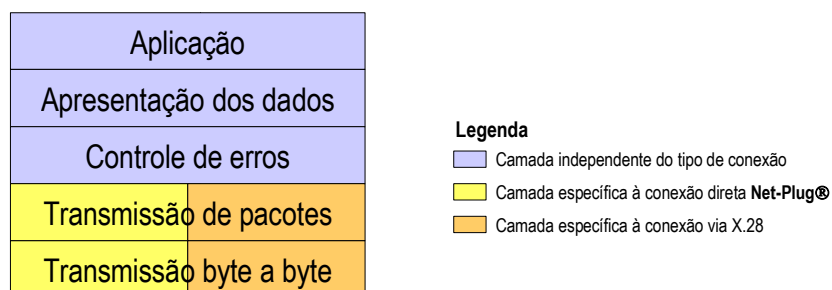 Aplicação
Apresentação dos dados
Controle de erros
Transmissão de pacotes
Transmissão byte a byte
Legenda
Camada independente do tipo de conexão
Camada específica à conexão direta Net-Plug®
Camada específica à conexão via X.28